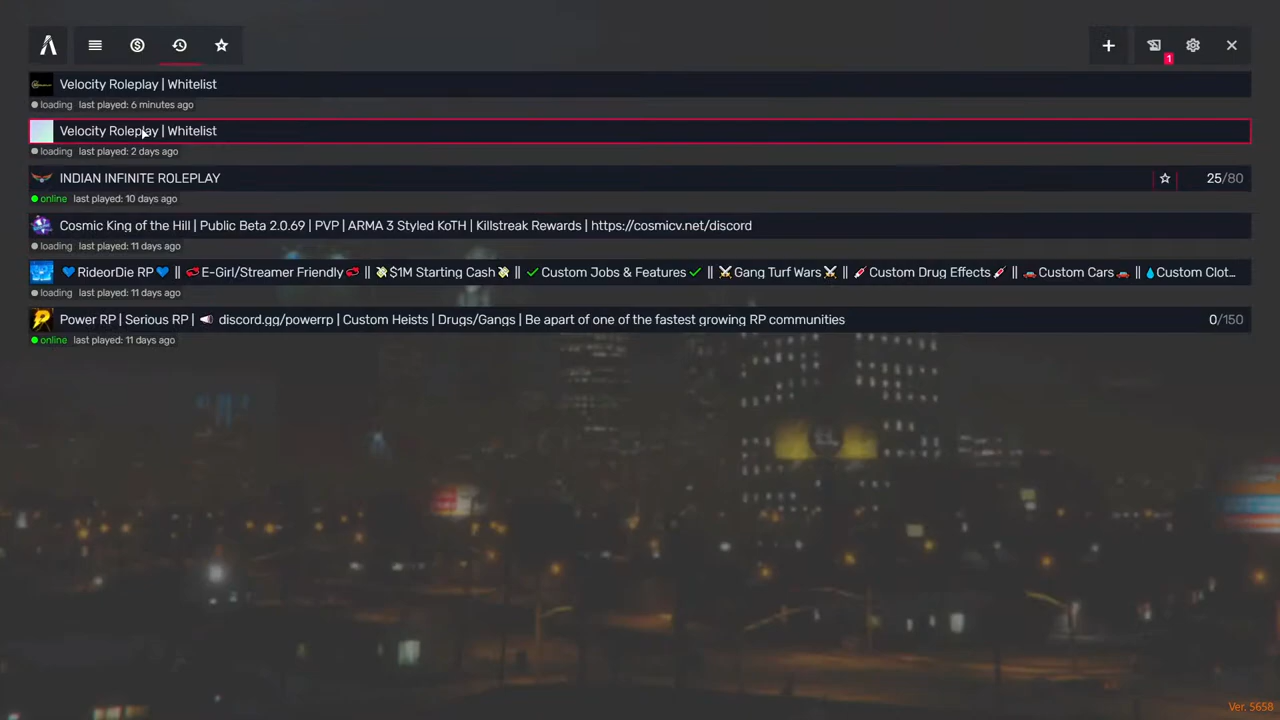 1
Velocity Roleplay | Whitelist
loading last played: 6 minutes ago
Velocity Roleplay | Whitelist
loading last played: 2 days ago
INDIAN INFINITE ROLEPLAY 25/80
online last played: 10 days ago
Cosmic King of the Hill | Public Beta 2.0.69 | PVP | ARMA 3 Styled KoTH | Killstreak Rewards | https://cosmicv.net/discord
loading last played: 11 days ago
💙RideorDie RP💙 || 💞E-Girl/Streamer Friendly💞 || 💸$1M Starting Cash💸 || ✓Custom Jobs & Features✓ || ⚔Gang Turf Wars⚔ || 💉Custom Drug Effects💉 || 🚗Custom Cars🚗 || 💧Custom Clot...
loading last played: 11 days ago
Power RP | Serious RP | 📢 discord.gg/powerrp | Custom Heists | Drugs/Gangs | Be apart of one of the fastest growing RP communities 0/150
online last played: 11 days ago
Ver. 5658